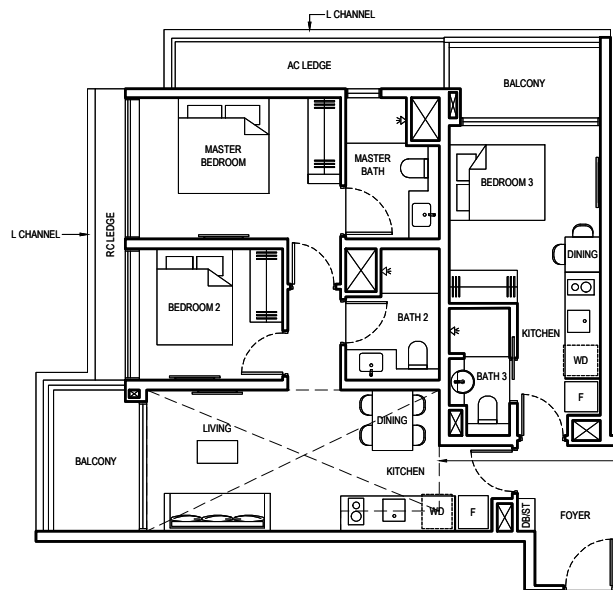 L CHANNEL
AC LEDGE
BALCONY
MASTER
BEDROOM
MASTER
BATH
BEDROOM 3
L CHANNEL
RC LEDGE
DINING
BEDROOM 2
BATH 2
KITCHEN
WD
BATH 3
F
LIVING
DINING
BALCONY
KITCHEN
WD
F
DB/ST
FOYER